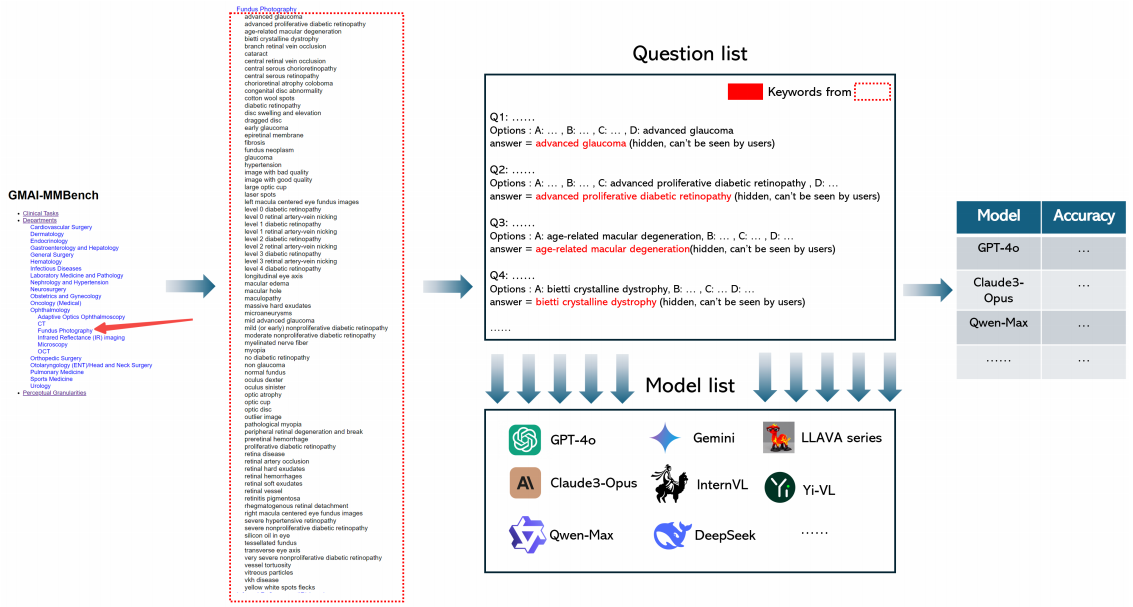 GMAI-MMBench
Clinical Tasks
Departments
Cardiovascular Surgery
Dermatology
Endocrinology
Gastroenterology and Hepatology
General Surgery
Hematology
Infectious Diseases
Laboratory Medicine and Pathology
Nephrology and Hypertension
Neurosurgery
Obstetrics and Gynecology
Oncology (Medical)
Ophthalmology
Adaptive Optics Ophthalmoscopy
CT
Fundus Photography
Infrared Reflectance (IR) imaging
Microscopy
OCT
Orthopedic Surgery
Otolaryngology (ENT)/Head and Neck Surgery
Pulmonary Medicine
Sports Medicine
Urology
Perceptual Granularities
Fundus Photography
advanced glaucoma
advanced proliferative diabetic retinopathy
age-related macular degeneration
bietti crystalline dystrophy
branch retinal vein occlusion
cataract
central retinal vein occlusion
central serous chorioretinopathy
central serous retinopathy
chorioretinal atrophy coloboma
congenital disc abnormality
cotton wool spots
diabetic retinopathy
disc swelling and elevation
dragged disc
early glaucoma
epiretinal membrane
fibrosis
fundus neoplasm
glaucoma
hypertension
image with bad quality
image with good quality
large optic cup
laser spots
left macula centered eye fundus images
level 0 diabetic retinopathy
level 0 retinal artery-vein nicking
level 1 diabetic retinopathy
level 1 retinal artery-vein nicking
level 2 diabetic retinopathy
level 2 retinal artery-vein nicking
level 3 diabetic retinopathy
level 3 retinal artery-vein nicking
level 4 diabetic retinopathy
longitudinal eye axis
macular edema
macular hole
maculopathy
massive hard exudates
microaneurysms
mid advanced glaucoma
mild (or early) nonproliferative diabetic retinopathy
moderate nonproliferative diabetic retinopathy
myelinated nerve fiber
myopia
no diabetic retinopathy
non glaucoma
normal fundus
oculus dexter
oculus sinister
optic atrophy
optic cup
optic disc
outlier image
pathological myopia
peripheral retinal degeneration and break
preretinal hemorrhage
proliferative diabetic retinopathy
retina disease
retinal artery occlusion
retinal hard exudates
retinal hemorrhages
retinal soft exudates
retinal vessel
retinitis pigmentosa
rhegmatogenous retinal detachment
right macula centered eye fundus images
severe hypertensive retinopathy
severe nonproliferative diabetic retinopathy
silicon oil in eye
tessellated fundus
transverse eye axis
very severe nonproliferative diabetic retinopathy
vessel tortuosity
vitreous particles
vkh disease
yellow white spots flecks
Question list
Keywords from
Q1: ……
Options : A: … , B: … , C: … , D: advanced glaucoma
answer = advanced glaucoma (hidden, can't be seen by users)
Q2: ……
Options : A: … , B: … , C: advanced proliferative diabetic retinopathy , D: …
answer = advanced proliferative diabetic retinopathy (hidden, can't be seen by users)
Q3: ……
Options : A: age-related macular degeneration, B: … , C: … , D: …
answer = age-related macular degeneration(hidden, can't be seen by users)
Q4: ……
Options : A: bietti crystalline dystrophy, B: … , C: … D: …
answer = bietti crystalline dystrophy (hidden, can't be seen by users)
……
Model list
GPT-4o
Gemini
LLAVA series
Claude3-Opus
InternVL
Yi-VL
Qwen-Max
DeepSeek
……
Model Accuracy
GPT-4o …
Claude3-Opus …
Qwen-Max …
…… …